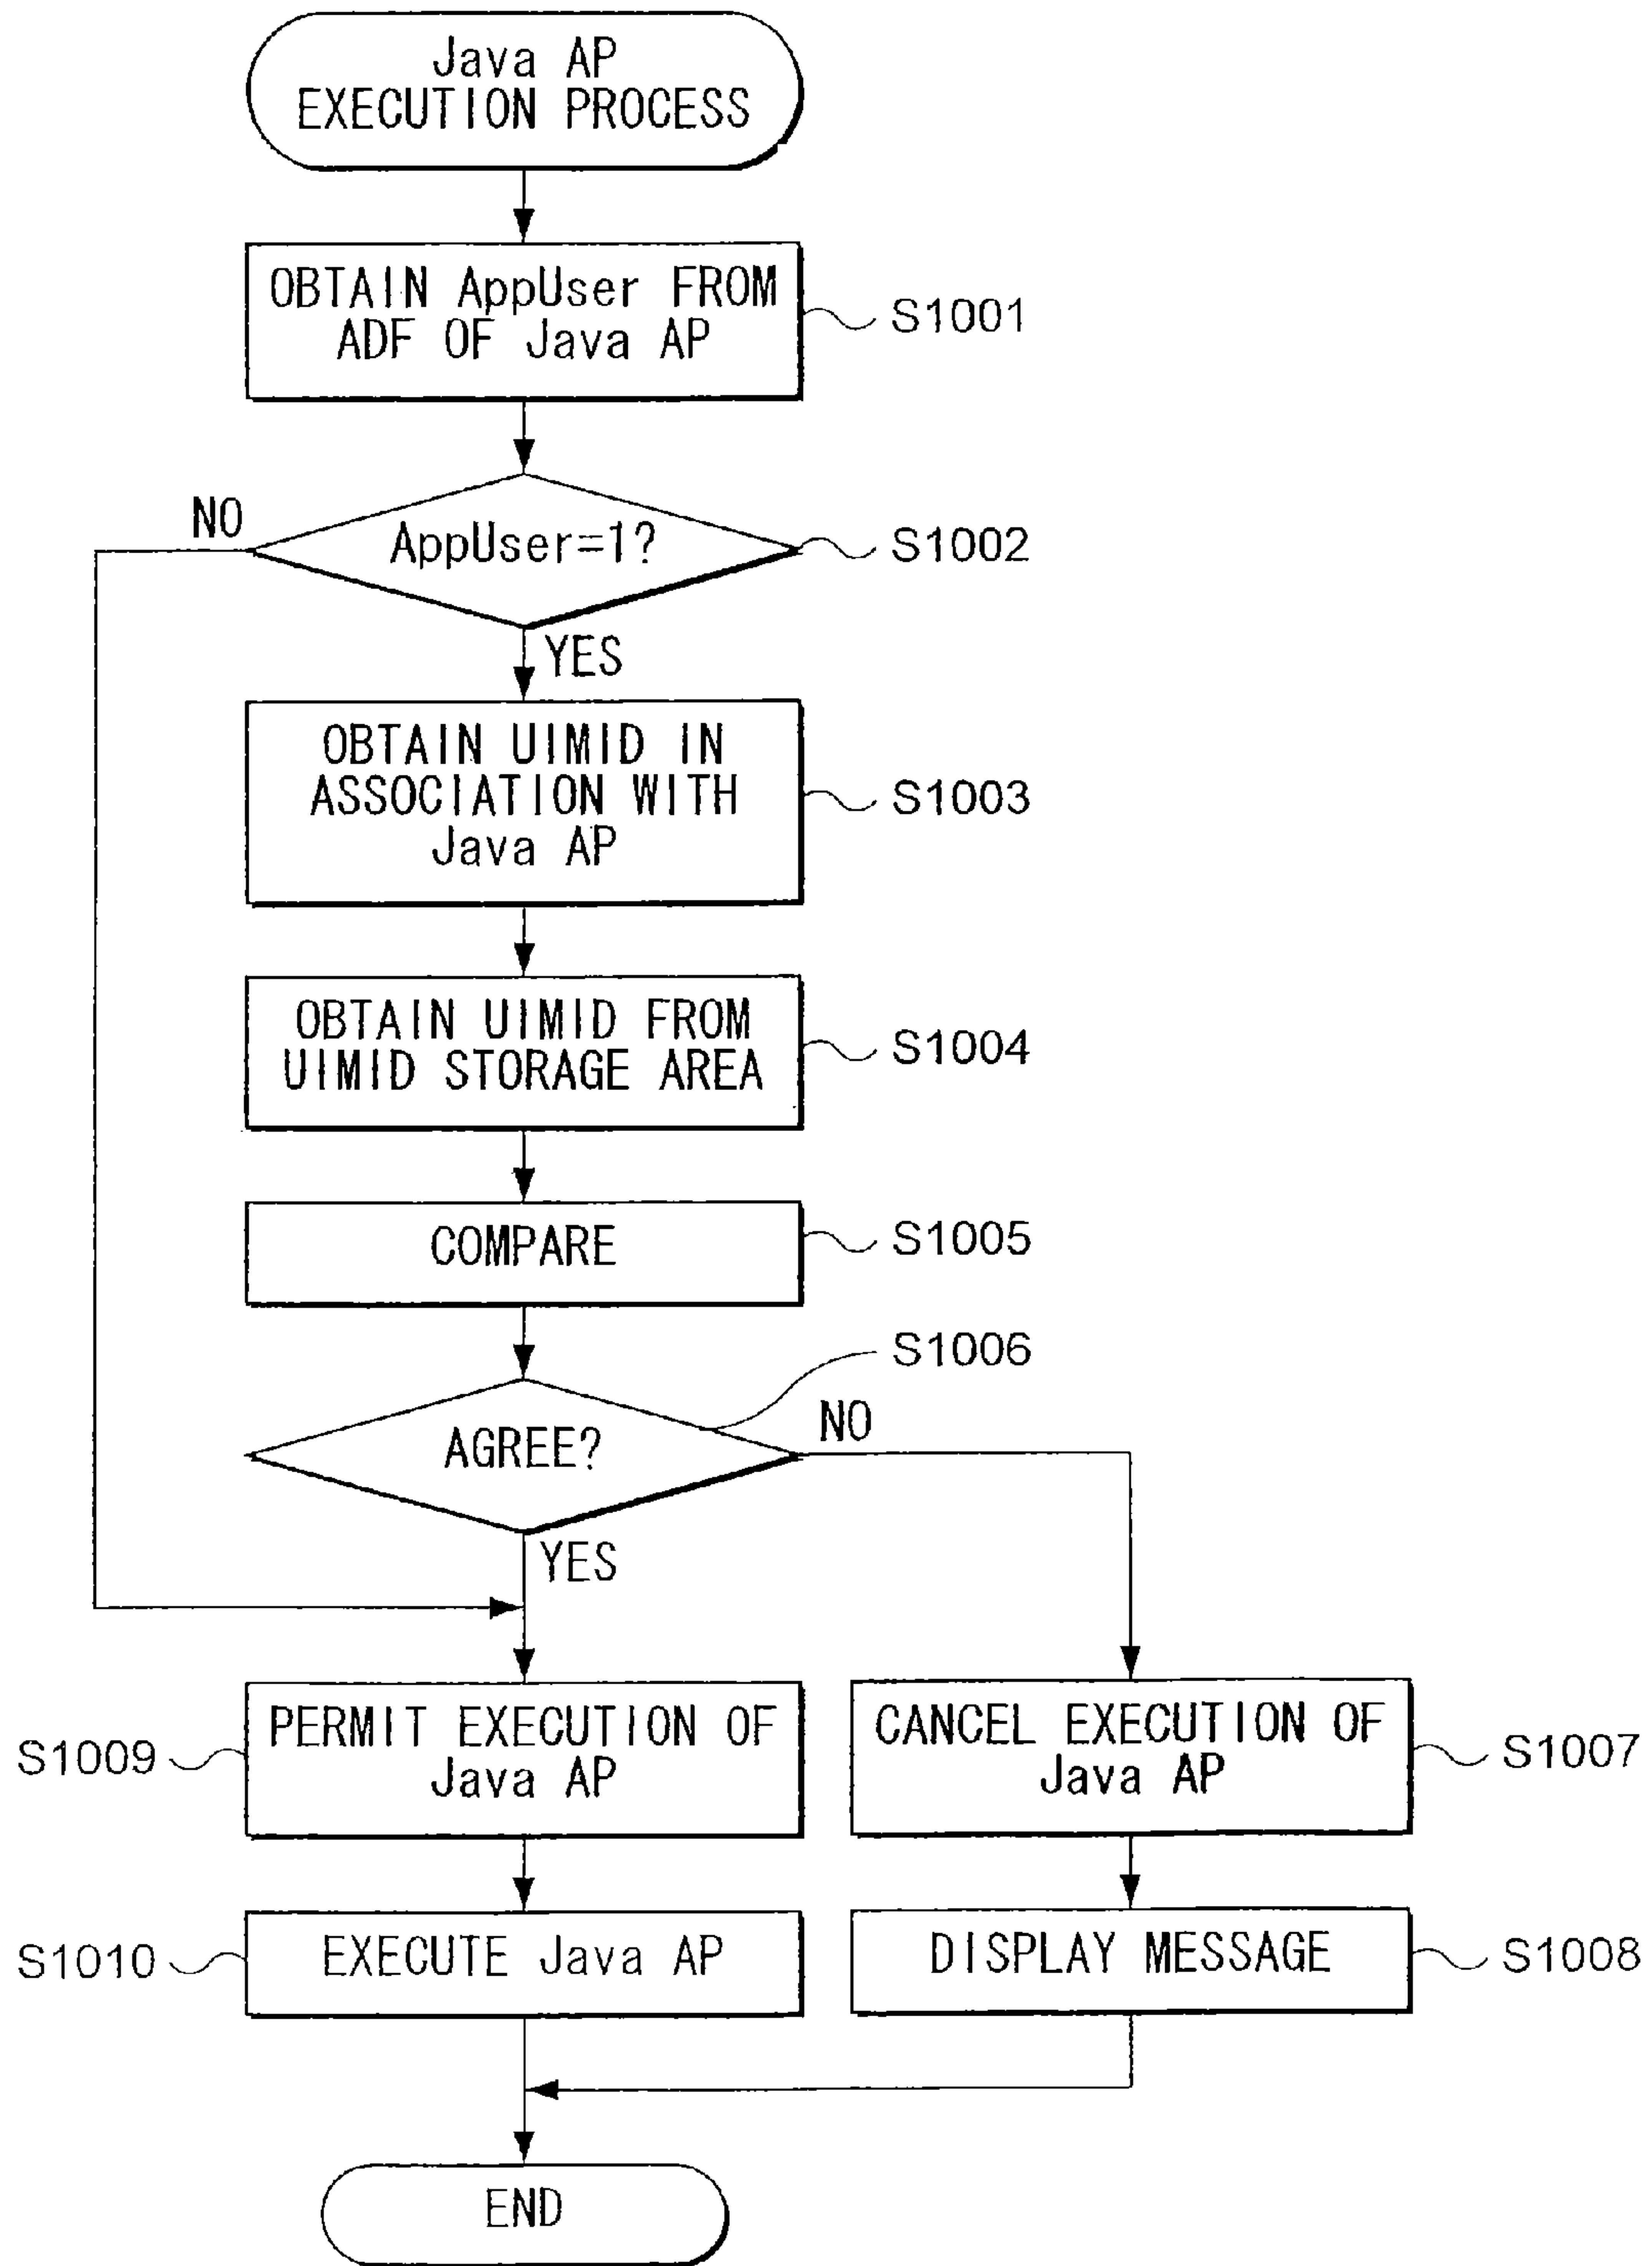 Java AP
EXECUTION PROCESS
OBTAIN AppUser FROM
ADF OF Java AP
S1001
NO
AppUser=1?
S1002
YES
OBTAIN UIMID IN
ASSOCIATION WITH
Java AP
S1003
OBTAIN UIMID FROM
UIMID STORAGE AREA
S1004
COMPARE
S1005
S1006
AGREE?
NO
YES
S1009
PERMIT EXECUTION OF
Java AP
CANCEL EXECUTION OF
Java AP
S1007
S1010
EXECUTE Java AP
DISPLAY MESSAGE
S1008
END